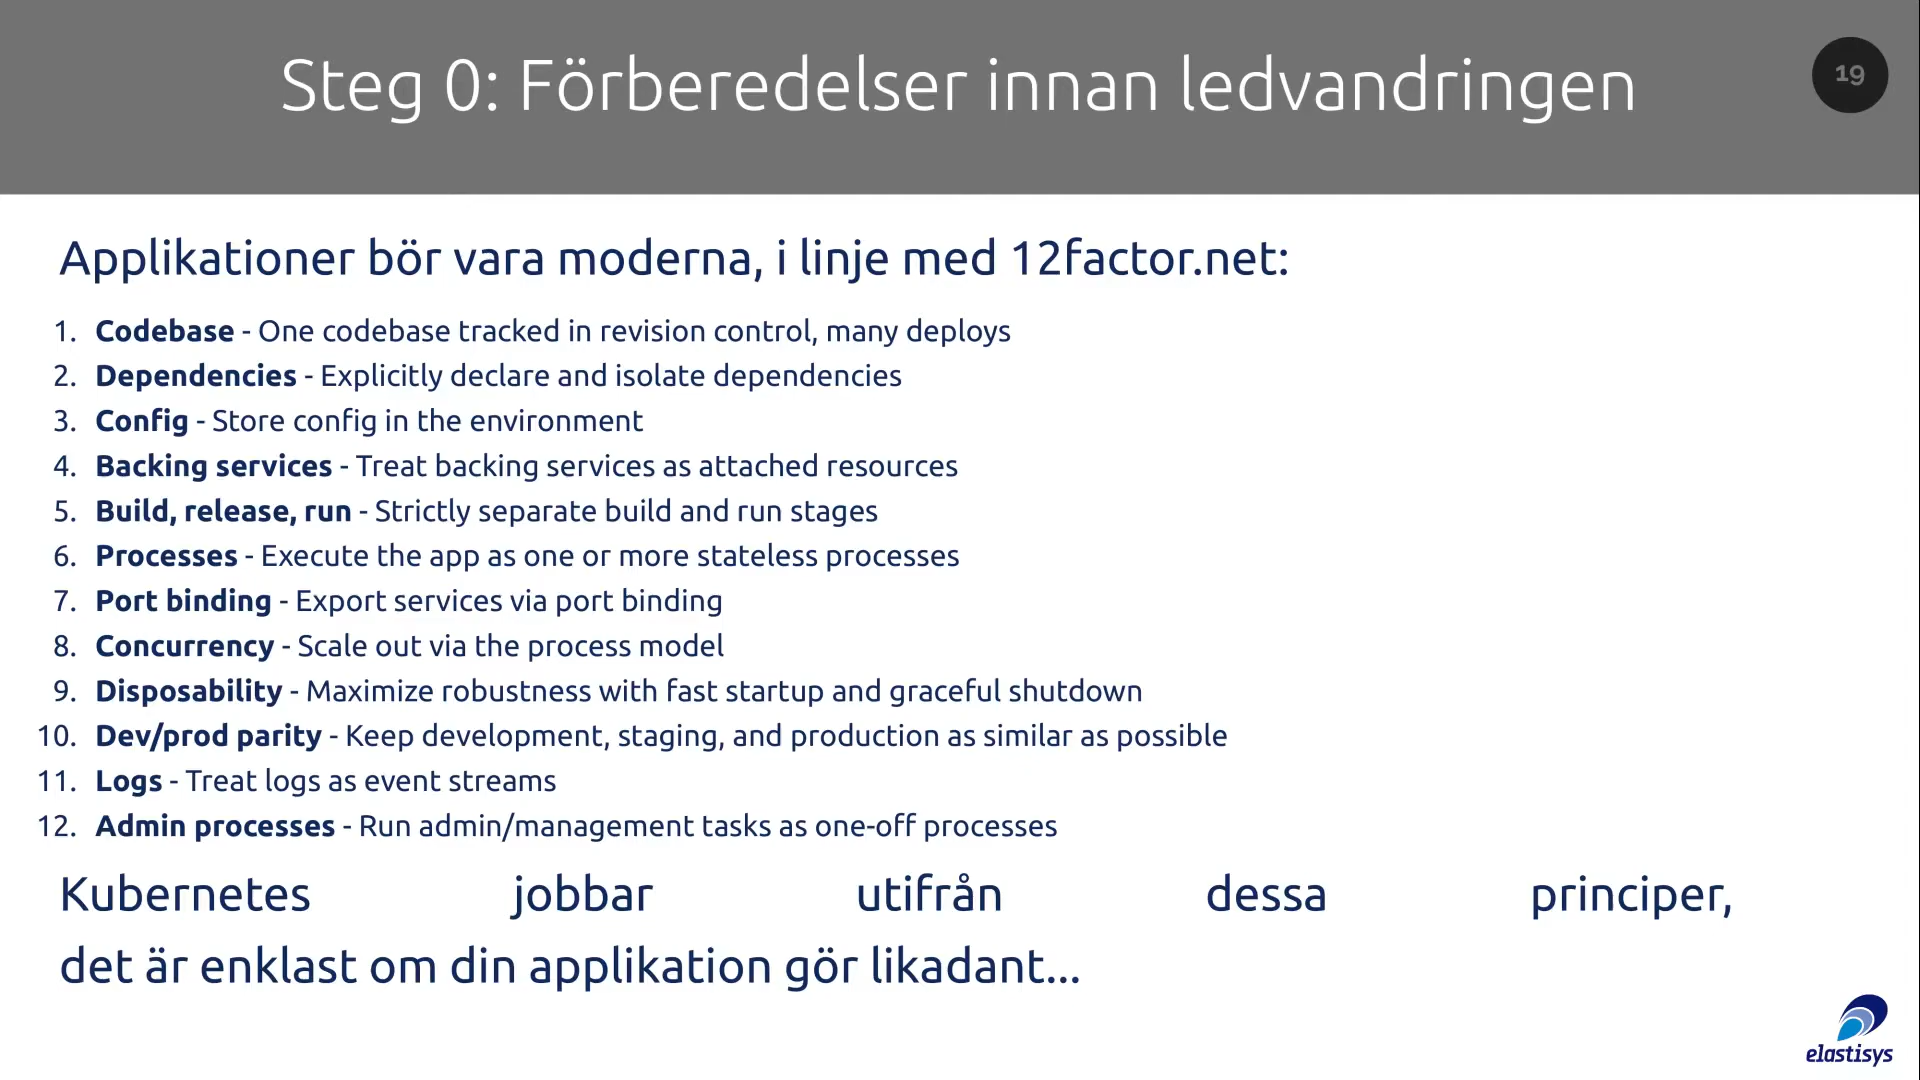 Steg 0: Förberedelser innan ledvandringen
19
Applikationer bör vara moderna, i linje med 12factor.net:
1. Codebase - One codebase tracked in revision control, many deploys
2. Dependencies - Explicitly declare and isolate dependencies
3. Config - Store config in the environment
4. Backing services - Treat backing services as attached resources
5. Build, release, run - Strictly separate build and run stages
6. Processes - Execute the app as one or more stateless processes
7. Port binding - Export services via port binding
8. Concurrency - Scale out via the process model
9. Disposability - Maximize robustness with fast startup and graceful shutdown
10. Dev/prod parity - Keep development, staging, and production as similar as possible
11. Logs - Treat logs as event streams
12. Admin processes - Run admin/management tasks as one-off processes
Kubernetes jobbar utifrån dessa principer,
det är enklast om din applikation gör likadant...
elastisys